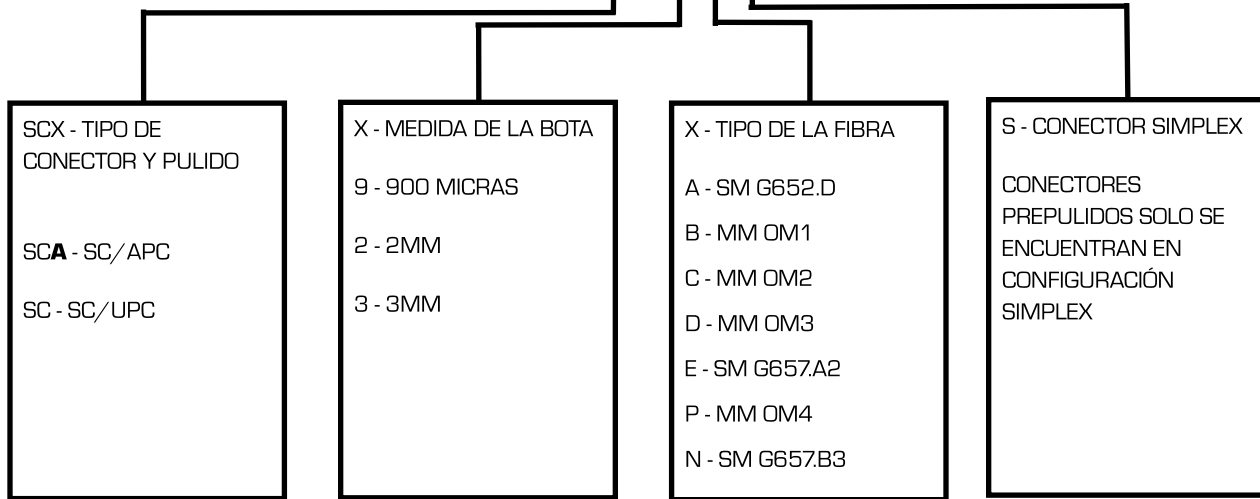 SCX - TIPO DE
CONECTOR Y PULIDO
SCA - SC/APC
SC - SC/UPC
X - MEDIDA DE LA BOTA
9 - 900 MICRAS
2 - 2MM
3 - 3MM
X - TIPO DE LA FIBRA
A - SM G652.D
B - MM OM1
C - MM OM2
D - MM OM3
E - SM G657.A2
P - MM OM4
N - SM G657.B3
S - CONECTOR SIMPLEX
CONECTORES
PREPULIDOS SOLO SE
ENCUENTRAN EN
CONFIGURACIÓN
SIMPLEX